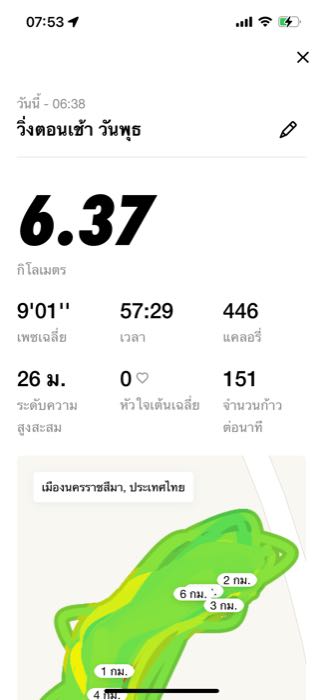 07:53
วันนี้ - 06:38
วิ่งตอนเช้า วันพุธ
6.37
กิโลเมตร
9'01'' 57:29 446
เพซเฉลี่ย เวลา แคลอรี่
26 ม. 0 151
ระดับความ หัวใจเต้นเฉลี่ย จำนวนก้าว
สูงสะสม ต่อนาที
เมืองนครราชสีมา, ประเทศไทย
2 กม.
6 กม.
3 กม.
1 กม.
4 กม.